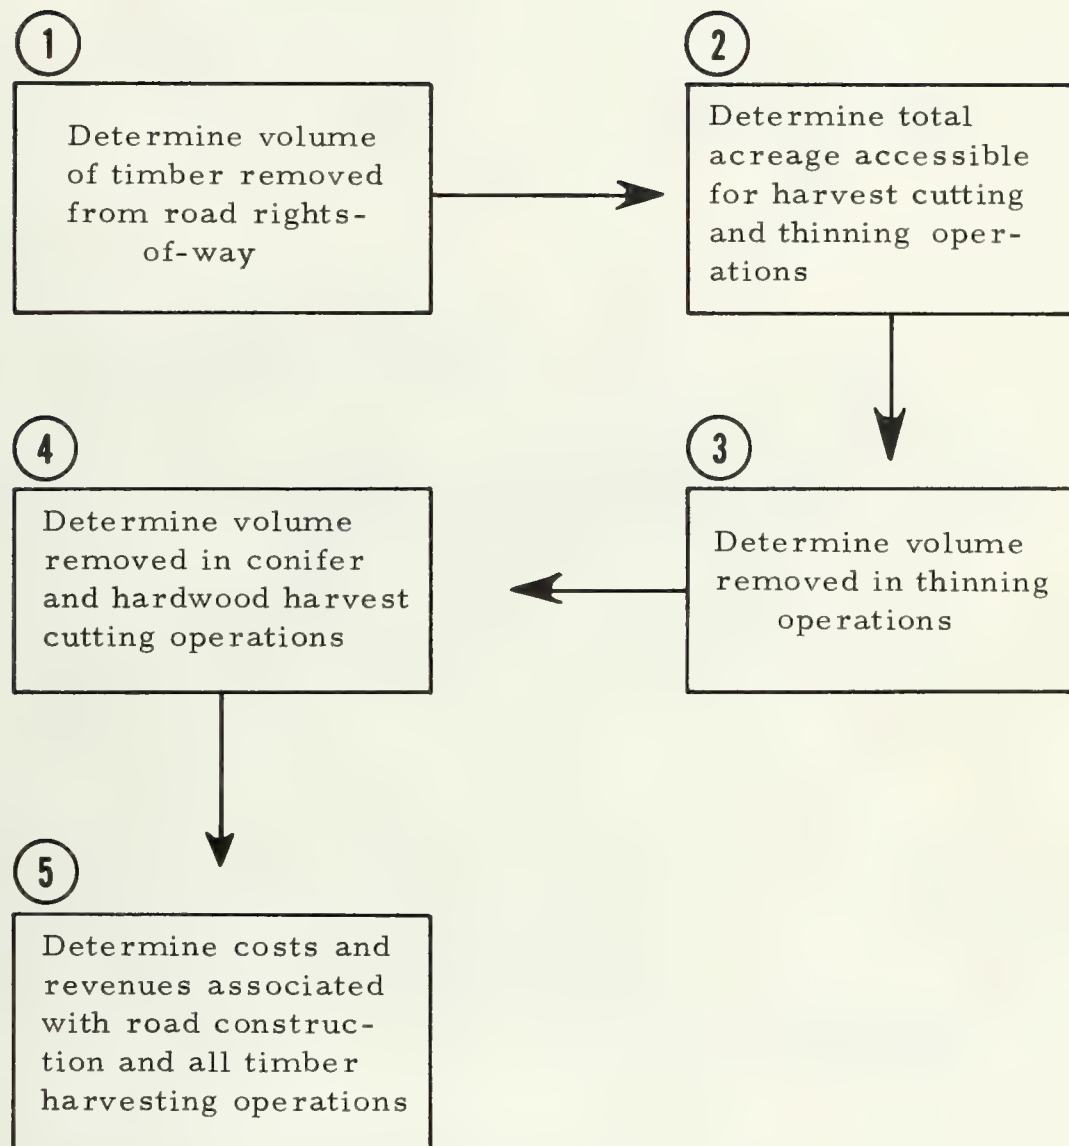 1
Determine volume
of timber removed
from road rights-
of-way
2
Determine total
acreage accessible
for harvest cutting
and thinning oper-
ations
3
Determine volume
removed in thinning
operations
4
Determine volume
removed in conifer
and hardwood harvest
cutting operations
5
Determine costs and
revenues associated
with road construc-
tion and all timber
harvesting operations